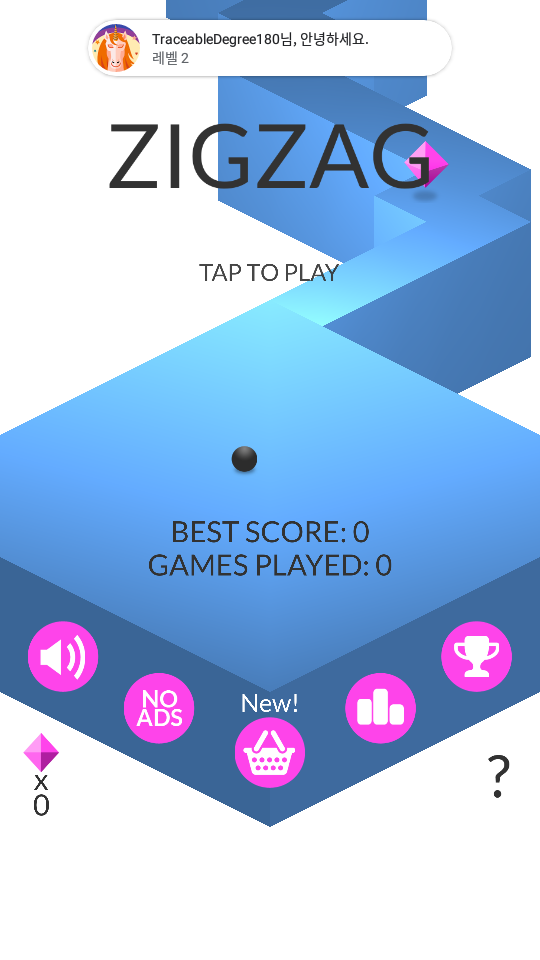 TraceableDegree180님, 안녕하세요.
레벨 2
ZIGZAG
TAP TO PLAY
BEST SCORE: 0
GAMES PLAYED: 0
NO
ADS
New!
x
0
?